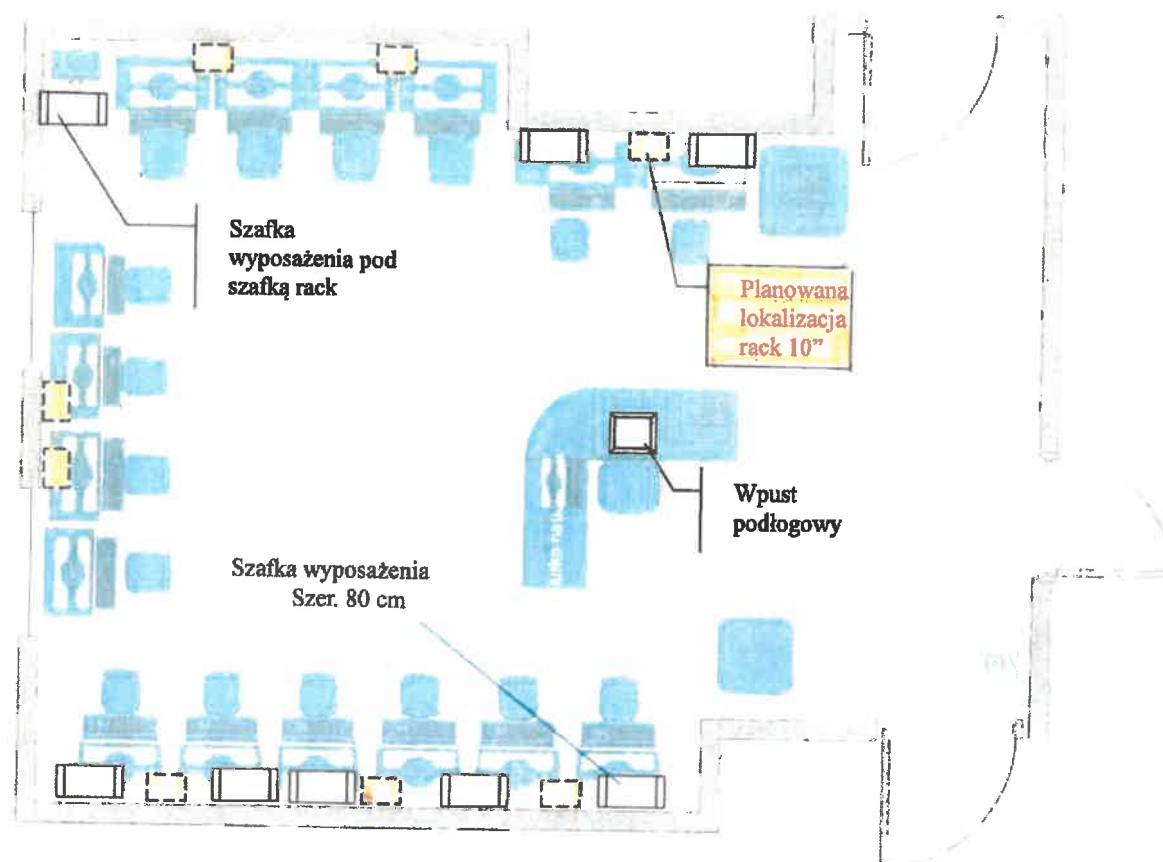 Szafka
wyposażenia pod
szafką rack
Planowana
lokalizacja
rack 10”
Wpust
podłogowy
Szafka wyposażenia
Szer. 80 cm